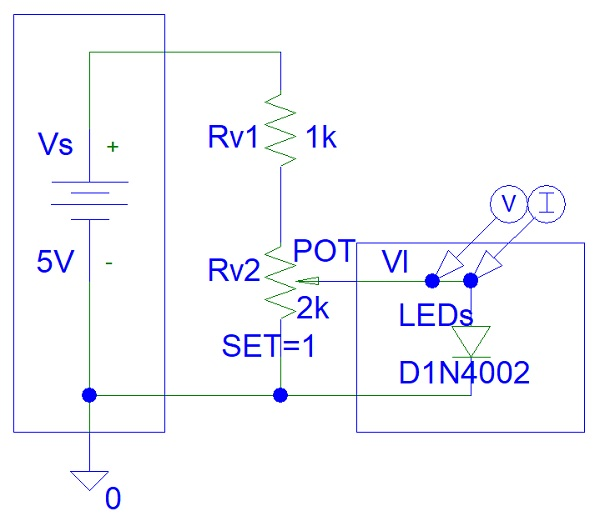 Vs
+
5V
-
Rv1 1k
Rv2
POT
2k
SET=1
V I
VI
LEDs
D1N4002
0